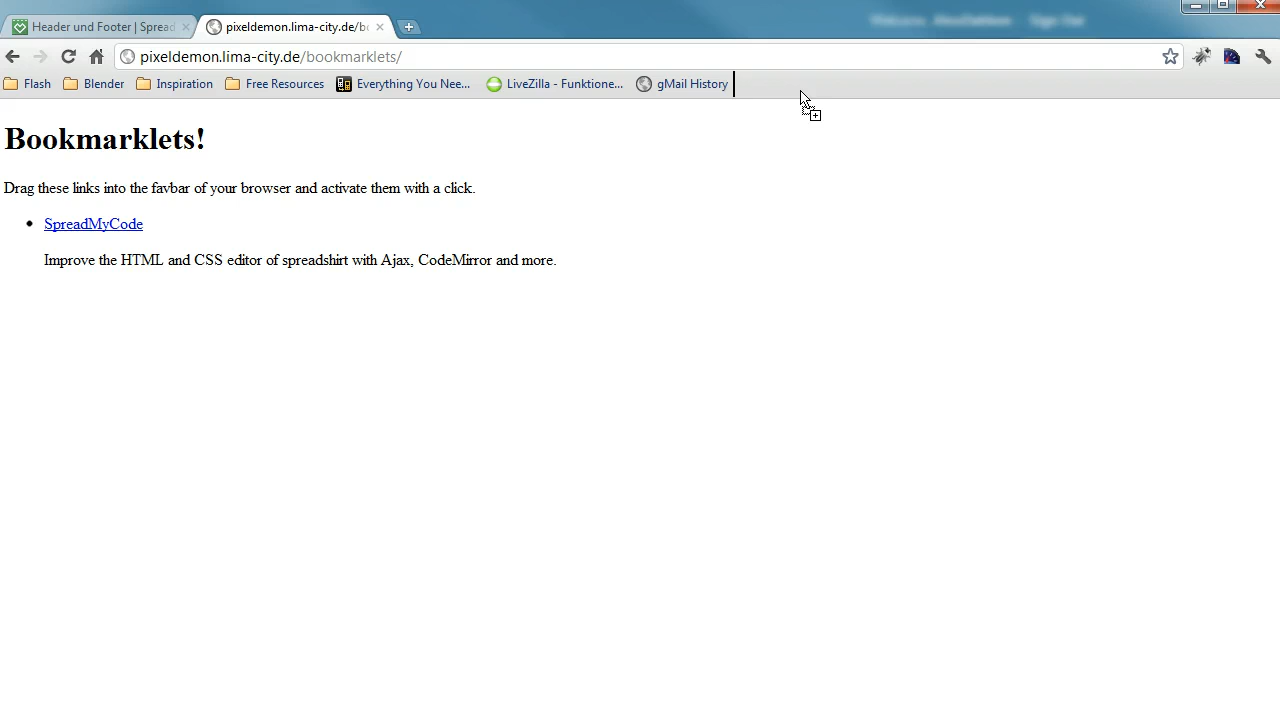 Header und Footer | Spread
pixeldemon.lima-city.de/b
pixeldemon.lima-city.de/bookmarklets/
Flash Blender Inspiration Free Resources Everything You Nee... LiveZilla - Funktione... gMail History
Bookmarklets!
Drag these links into the favbar of your browser and activate them with a click.
SpreadMyCode
Improve the HTML and CSS editor of spreadshirt with Ajax, CodeMirror and more.